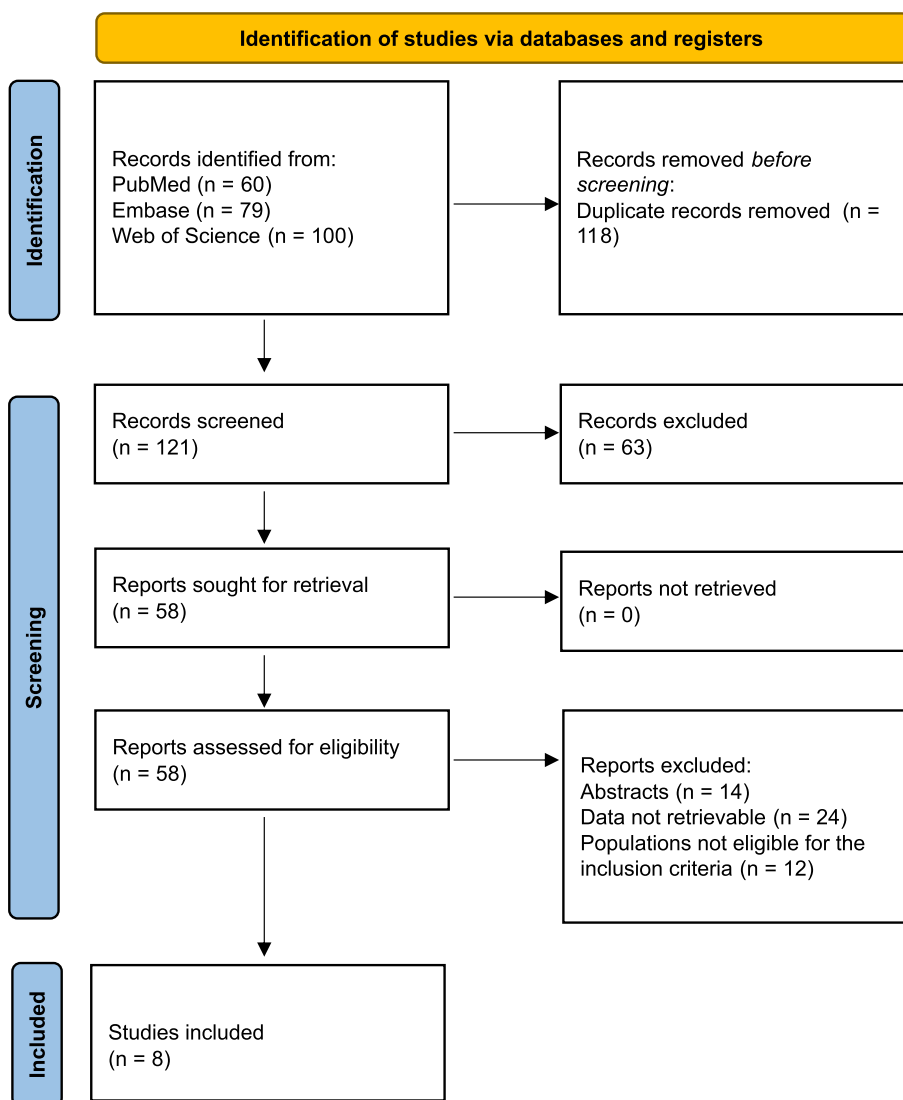 Identification of studies via databases and registers
Identification
Records identified from:
PubMed (n = 60)
Embase (n = 79)
Web of Science (n = 100)
Records removed before
screening:
Duplicate records removed (n =
118)
Screening
Records screened
(n = 121)
Records excluded
(n = 63)
Reports sought for retrieval
(n = 58)
Reports not retrieved
(n = 0)
Reports assessed for eligibility
(n = 58)
Reports excluded:
Abstracts (n = 14)
Data not retrievable (n = 24)
Populations not eligible for the
inclusion criteria (n = 12)
Included
Studies included
(n = 8)